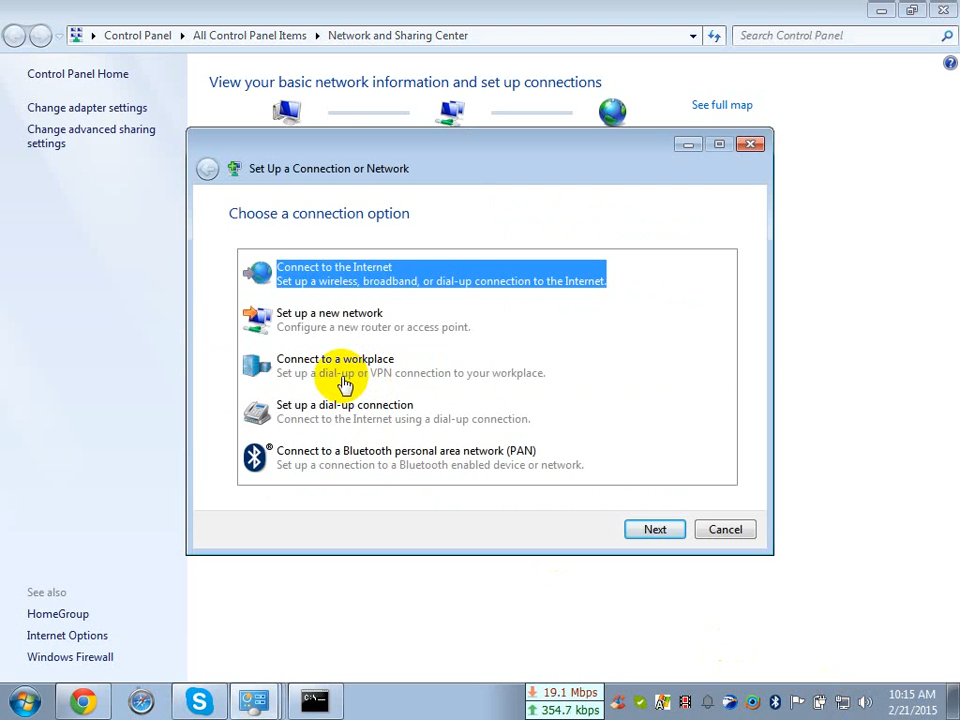 Control Panel
All Control Panel Items
Network and Sharing Center
Search Control Panel
Control Panel Home
Change adapter settings
Change advanced sharing
settings
View your basic network information and set up connections
See full map
Set Up a Connection or Network
Choose a connection option
Connect to the Internet
Set up a wireless, broadband, or dial-up connection to the Internet.
Set up a new network
Configure a new router or access point.
Connect to a workplace
Set up a dial-up or VPN connection to your workplace.
Set up a dial-up connection
Connect to the Internet using a dial-up connection.
Connect to a Bluetooth personal area network (PAN)
Set up a connection to a Bluetooth enabled device or network.
Next
Cancel
See also
HomeGroup
Internet Options
Windows Firewall
19.1 Mbps
354.7 kbps
10:15 AM
2/21/2015